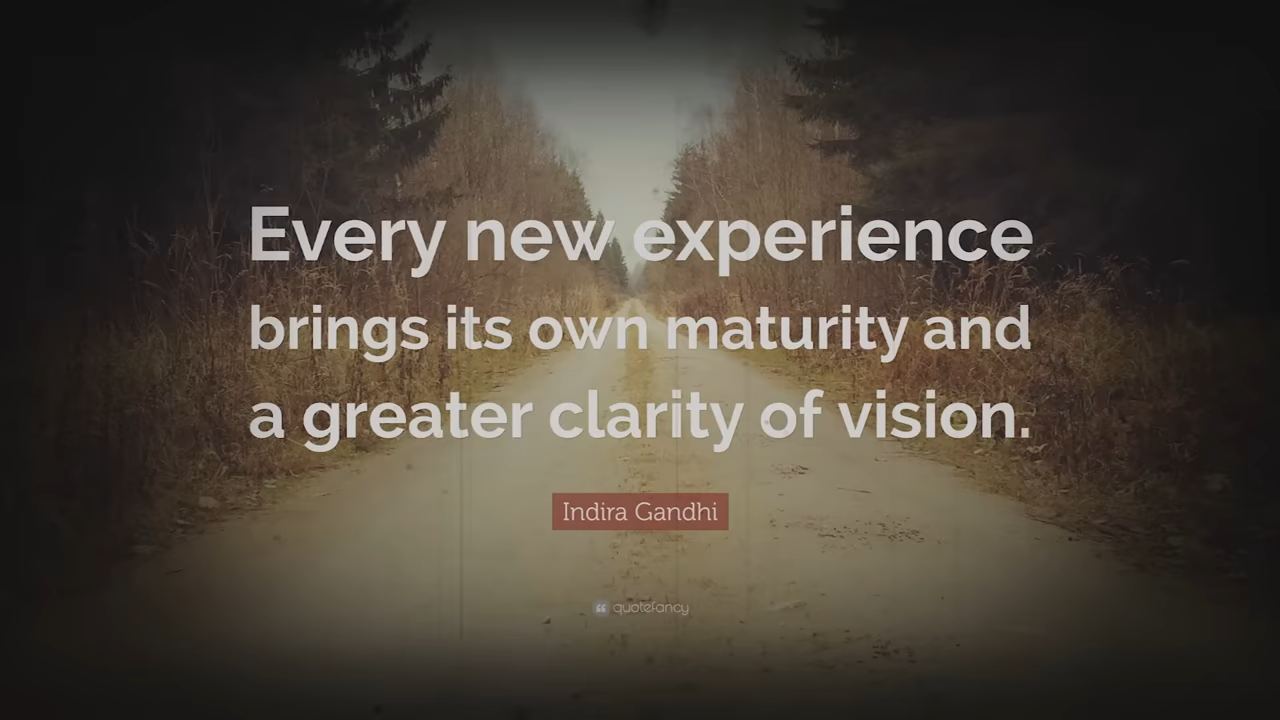 Every new experience
brings its own maturity and
a greater clarity of vision.
Indira Gandhi
quotefancy